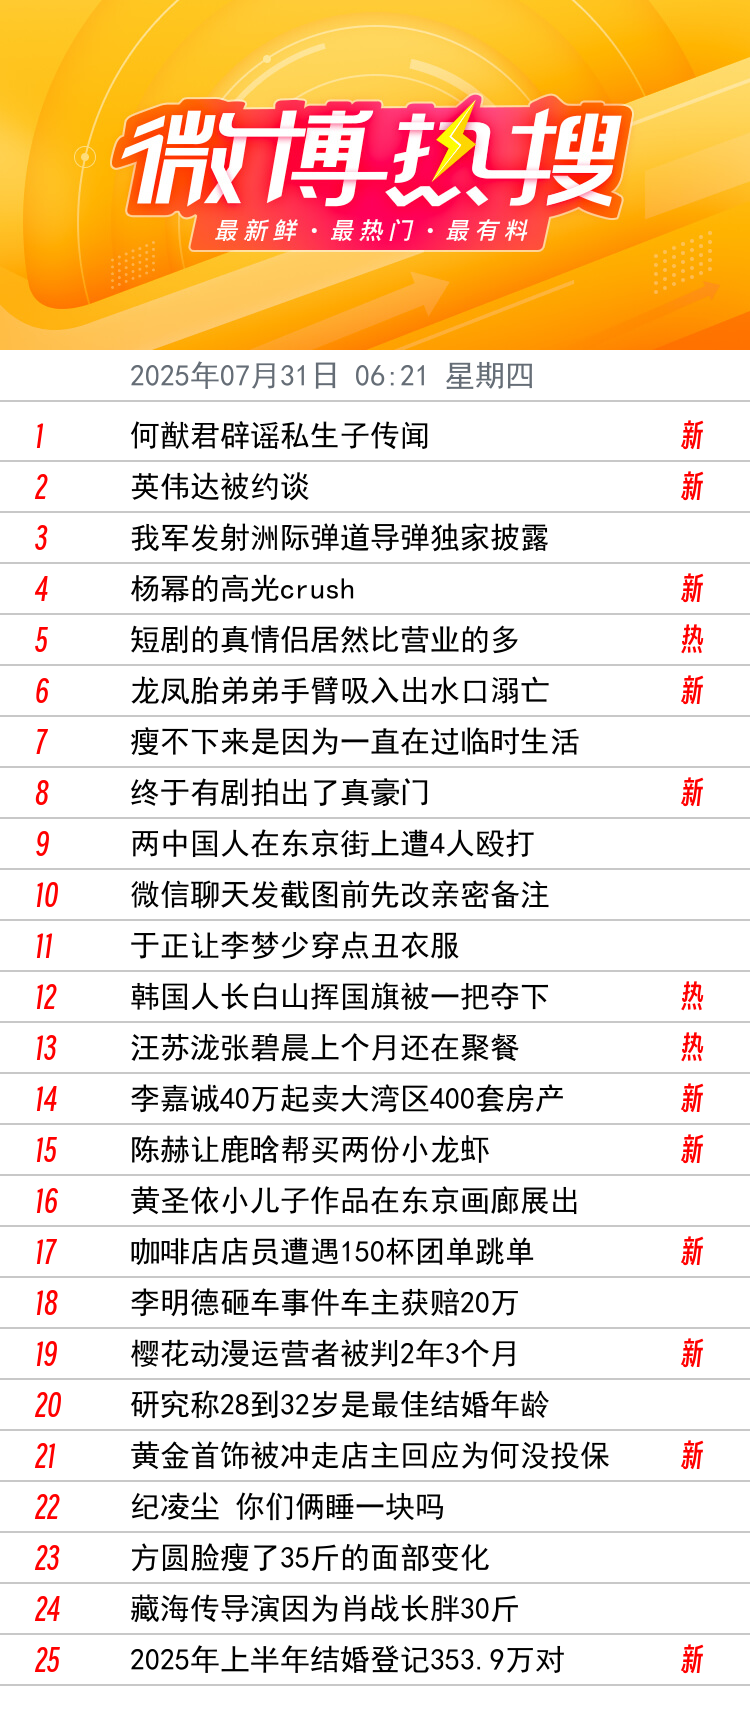 微博热搜
最新鲜·最热门·最有料
2025年07月31日 06:21 星期四
1 何猷君辟谣私生子传闻 新
2 英伟达被约谈 新
3 我军发射洲际弹道导弹独家披露
4 杨幂的高光crush 新
5 短剧的真情侣居然比营业的多 热
6 龙凤胎弟弟手臂吸入出水口溺亡 新
7 瘦不下来是因为一直在过临时生活
8 终于有剧拍出了真豪门 新
9 两中国人在东京街上遭4人殴打
10 微信聊天发截图前先改亲密备注
11 于正让李梦少穿点丑衣服
12 韩国人长白山挥国旗被一把夺下 热
13 汪苏泷张碧晨上个月还在聚餐 热
14 李嘉诚40万起卖大湾区400套房产 新
15 陈赫让鹿晗帮买两份小龙虾 新
16 黄圣依小儿子作品在东京画廊展出
17 咖啡店店员遭遇150杯团单跳单 新
18 李明德砸车事件车主获赔20万
19 樱花动漫运营者被判2年3个月 新
20 研究称28到32岁是最佳结婚年龄
21 黄金首饰被冲走店主回应为何没投保 新
22 纪凌尘 你们俩睡一块吗
23 方圆脸瘦了35斤的面部变化
24 藏海传导演因为肖战长胖30斤
25 2025年上半年结婚登记353.9万对 新